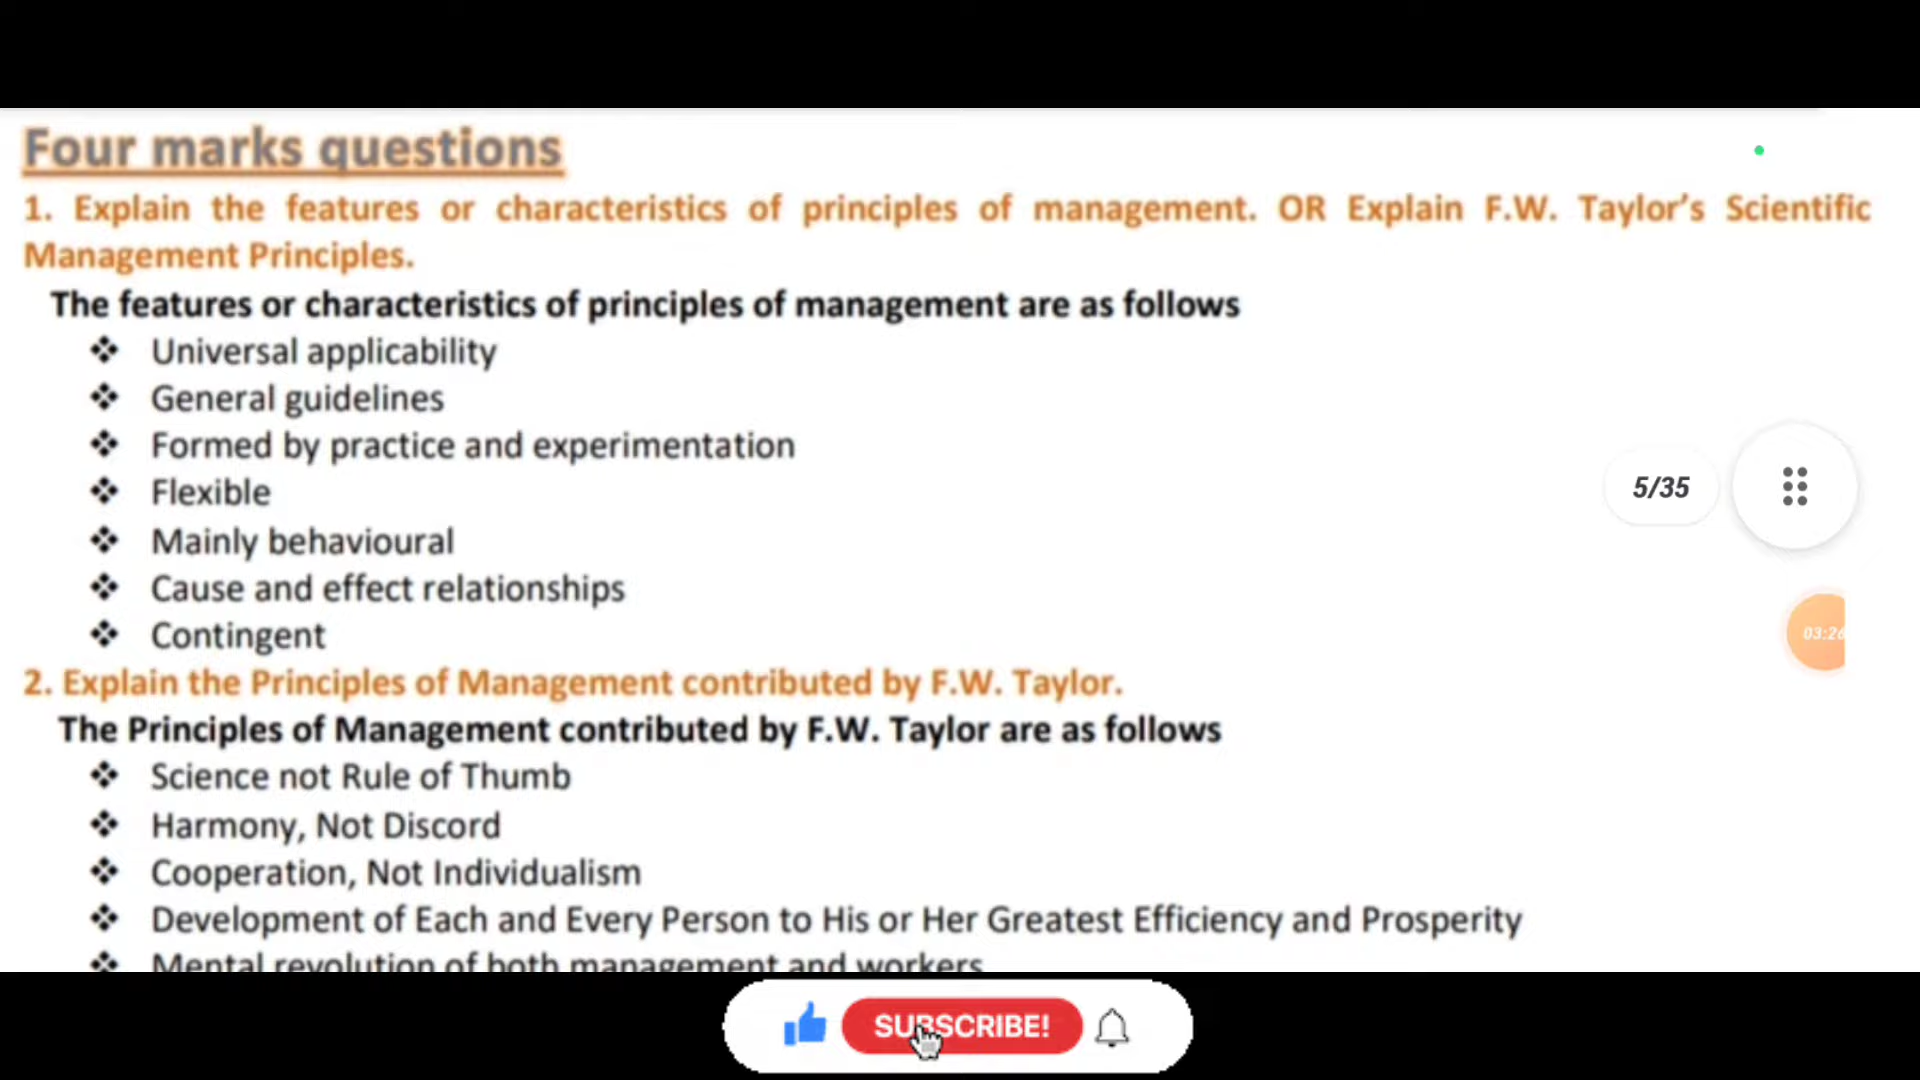 Four marks questions
1. Explain the features or characteristics of principles of management. OR Explain F.W. Taylor's Scientific
Management Principles.
The features or characteristics of principles of management are as follows
❖ Universal applicability
❖ General guidelines
❖ Formed by practice and experimentation
❖ Flexible
5/35
❖ Mainly behavioural
❖ Cause and effect relationships
❖ Contingent
03:26
2. Explain the Principles of Management contributed by F.W. Taylor.
The Principles of Management contributed by F.W. Taylor are as follows
❖ Science not Rule of Thumb
❖ Harmony, Not Discord
❖ Cooperation, Not Individualism
❖ Development of Each and Every Person to His or Her Greatest Efficiency and Prosperity
❖ Mental revolution of both management and workers
SUBSCRIBE!